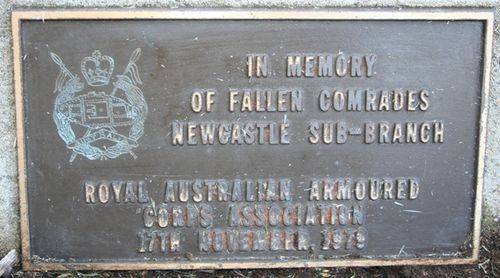 IN MEMORY
OF FALLEN COMRADES
NEWCASTLE SUB-BRANCH
ROYAL AUSTRALIAN ARMOURED
CORPS ASSOCIATION
17TH NOVEMBER, 1979